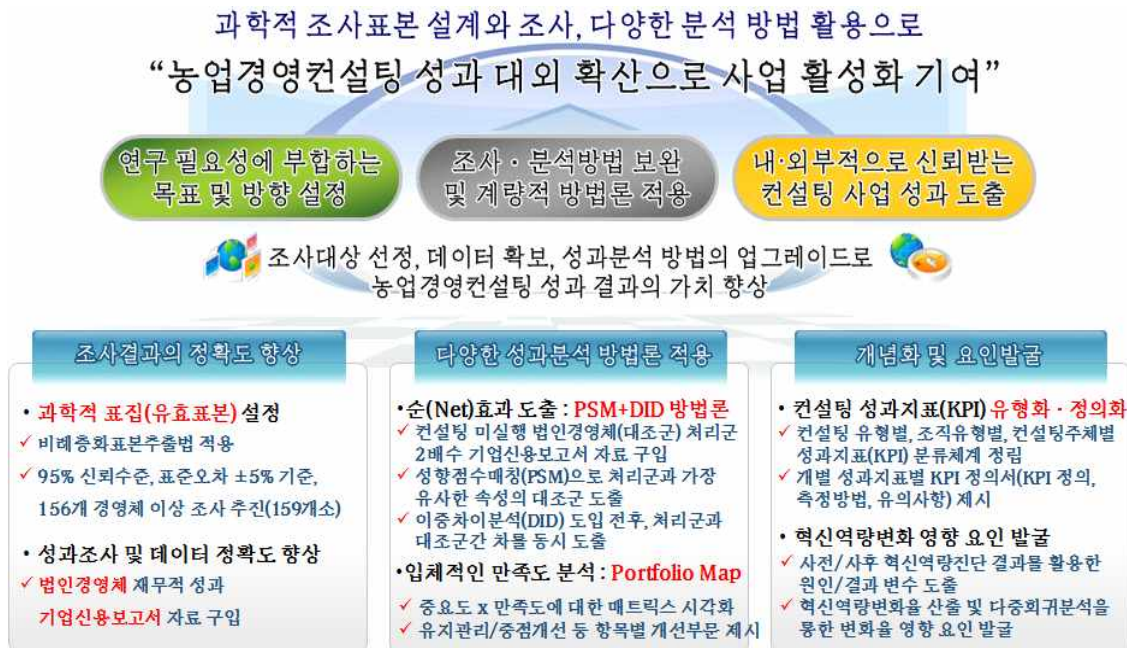 과학적 조사표본 설계와 조사, 다양한 분석 방법 활용으로
“농업경영컨설팅 성과 대외 확산으로 사업 활성화 기여”
연구 필요성에 부합하는
목표 및 방향 설정
조사 · 분석방법 보완
및 계량적 방법론 적용
내·외부적으로 신뢰받는
컨설팅 사업 성과 도출
조사대상 선정, 데이터 확보, 성과분석 방법의 업그레이드로
농업경영컨설팅 성과 결과의 가치 향상
조사결과의 정확도 향상
• 과학적 표집(유효표본) 설정
✓ 비례층화표본추출법 적용
✓ 95% 신뢰수준, 표준오차 ±5% 기준,
156개 경영체 이상 조사 추진(159개소)
• 성과조사 및 데이터 정확도 향상
✓ 법인경영체 재무적 성과
기업신용보고서 자료 구입
다양한 성과분석 방법론 적용
•순(Net)효과 도출 : PSM+DID 방법론
✓ 컨설팅 미실행 법인경영체(대조군) 처리군
2배수 기업신용보고서 자료 구입
✓ 성향점수매칭(PSM)으로 처리군과 가장
유사한 속성의 대조군 도출
✓ 이중차이분석(DID) 도입 전후, 처리군과
대조군간 차를 동시 도출
•입체적인 만족도 분석 : Portfolio Map
✓ 중요도 x 만족도에 대한 매트릭스 시각화
✓ 유지관리/중점개선 등 항목별 개선부문 제시
개념화 및 요인발굴
• 컨설팅 성과지표(KPI) 유형화 · 정의화
✓ 컨설팅 유형별, 조직유형별, 컨설팅주체별
성과지표(KPI) 분류체계 정립
✓ 개별 성과지표별 KPI 정의서(KPI 정의,
측정방법, 유의사항) 제시
• 혁신역량변화 영향 요인 발굴
✓ 사전/사후 혁신역량진단 결과를 활용한
원인/결과 변수 도출
✓ 혁신역량변화율 산출 및 다중회귀분석을
통한 변화율 영향 요인 발굴